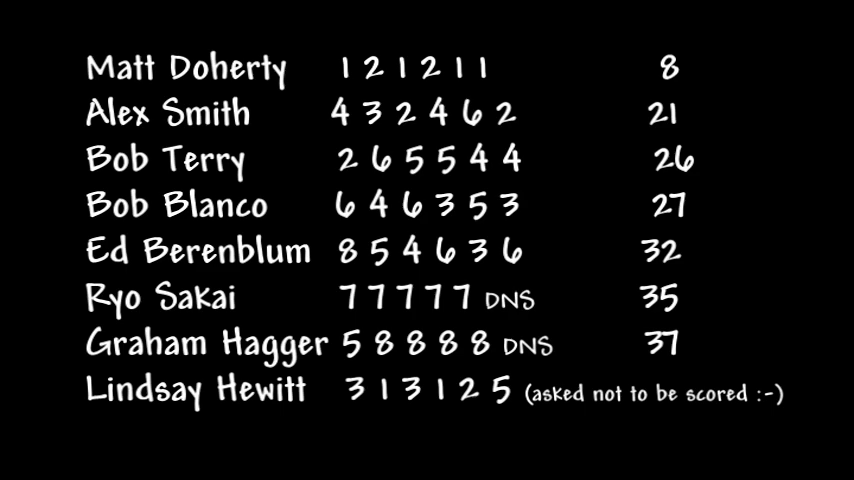 Matt Doherty 1 2 1 2 1 1 8
Alex Smith 4 3 2 4 6 2 21
Bob Terry 2 6 5 5 4 4 26
Bob Blanco 6 4 6 3 5 3 27
Ed Berenblum 8 5 4 6 3 6 32
Ryo Sakai 7 7 7 7 7 DNS 35
Graham Hagger 5 8 8 8 8 DNS 37
Lindsay Hewitt 3 1 3 1 2 5 (asked not to be scored :-)